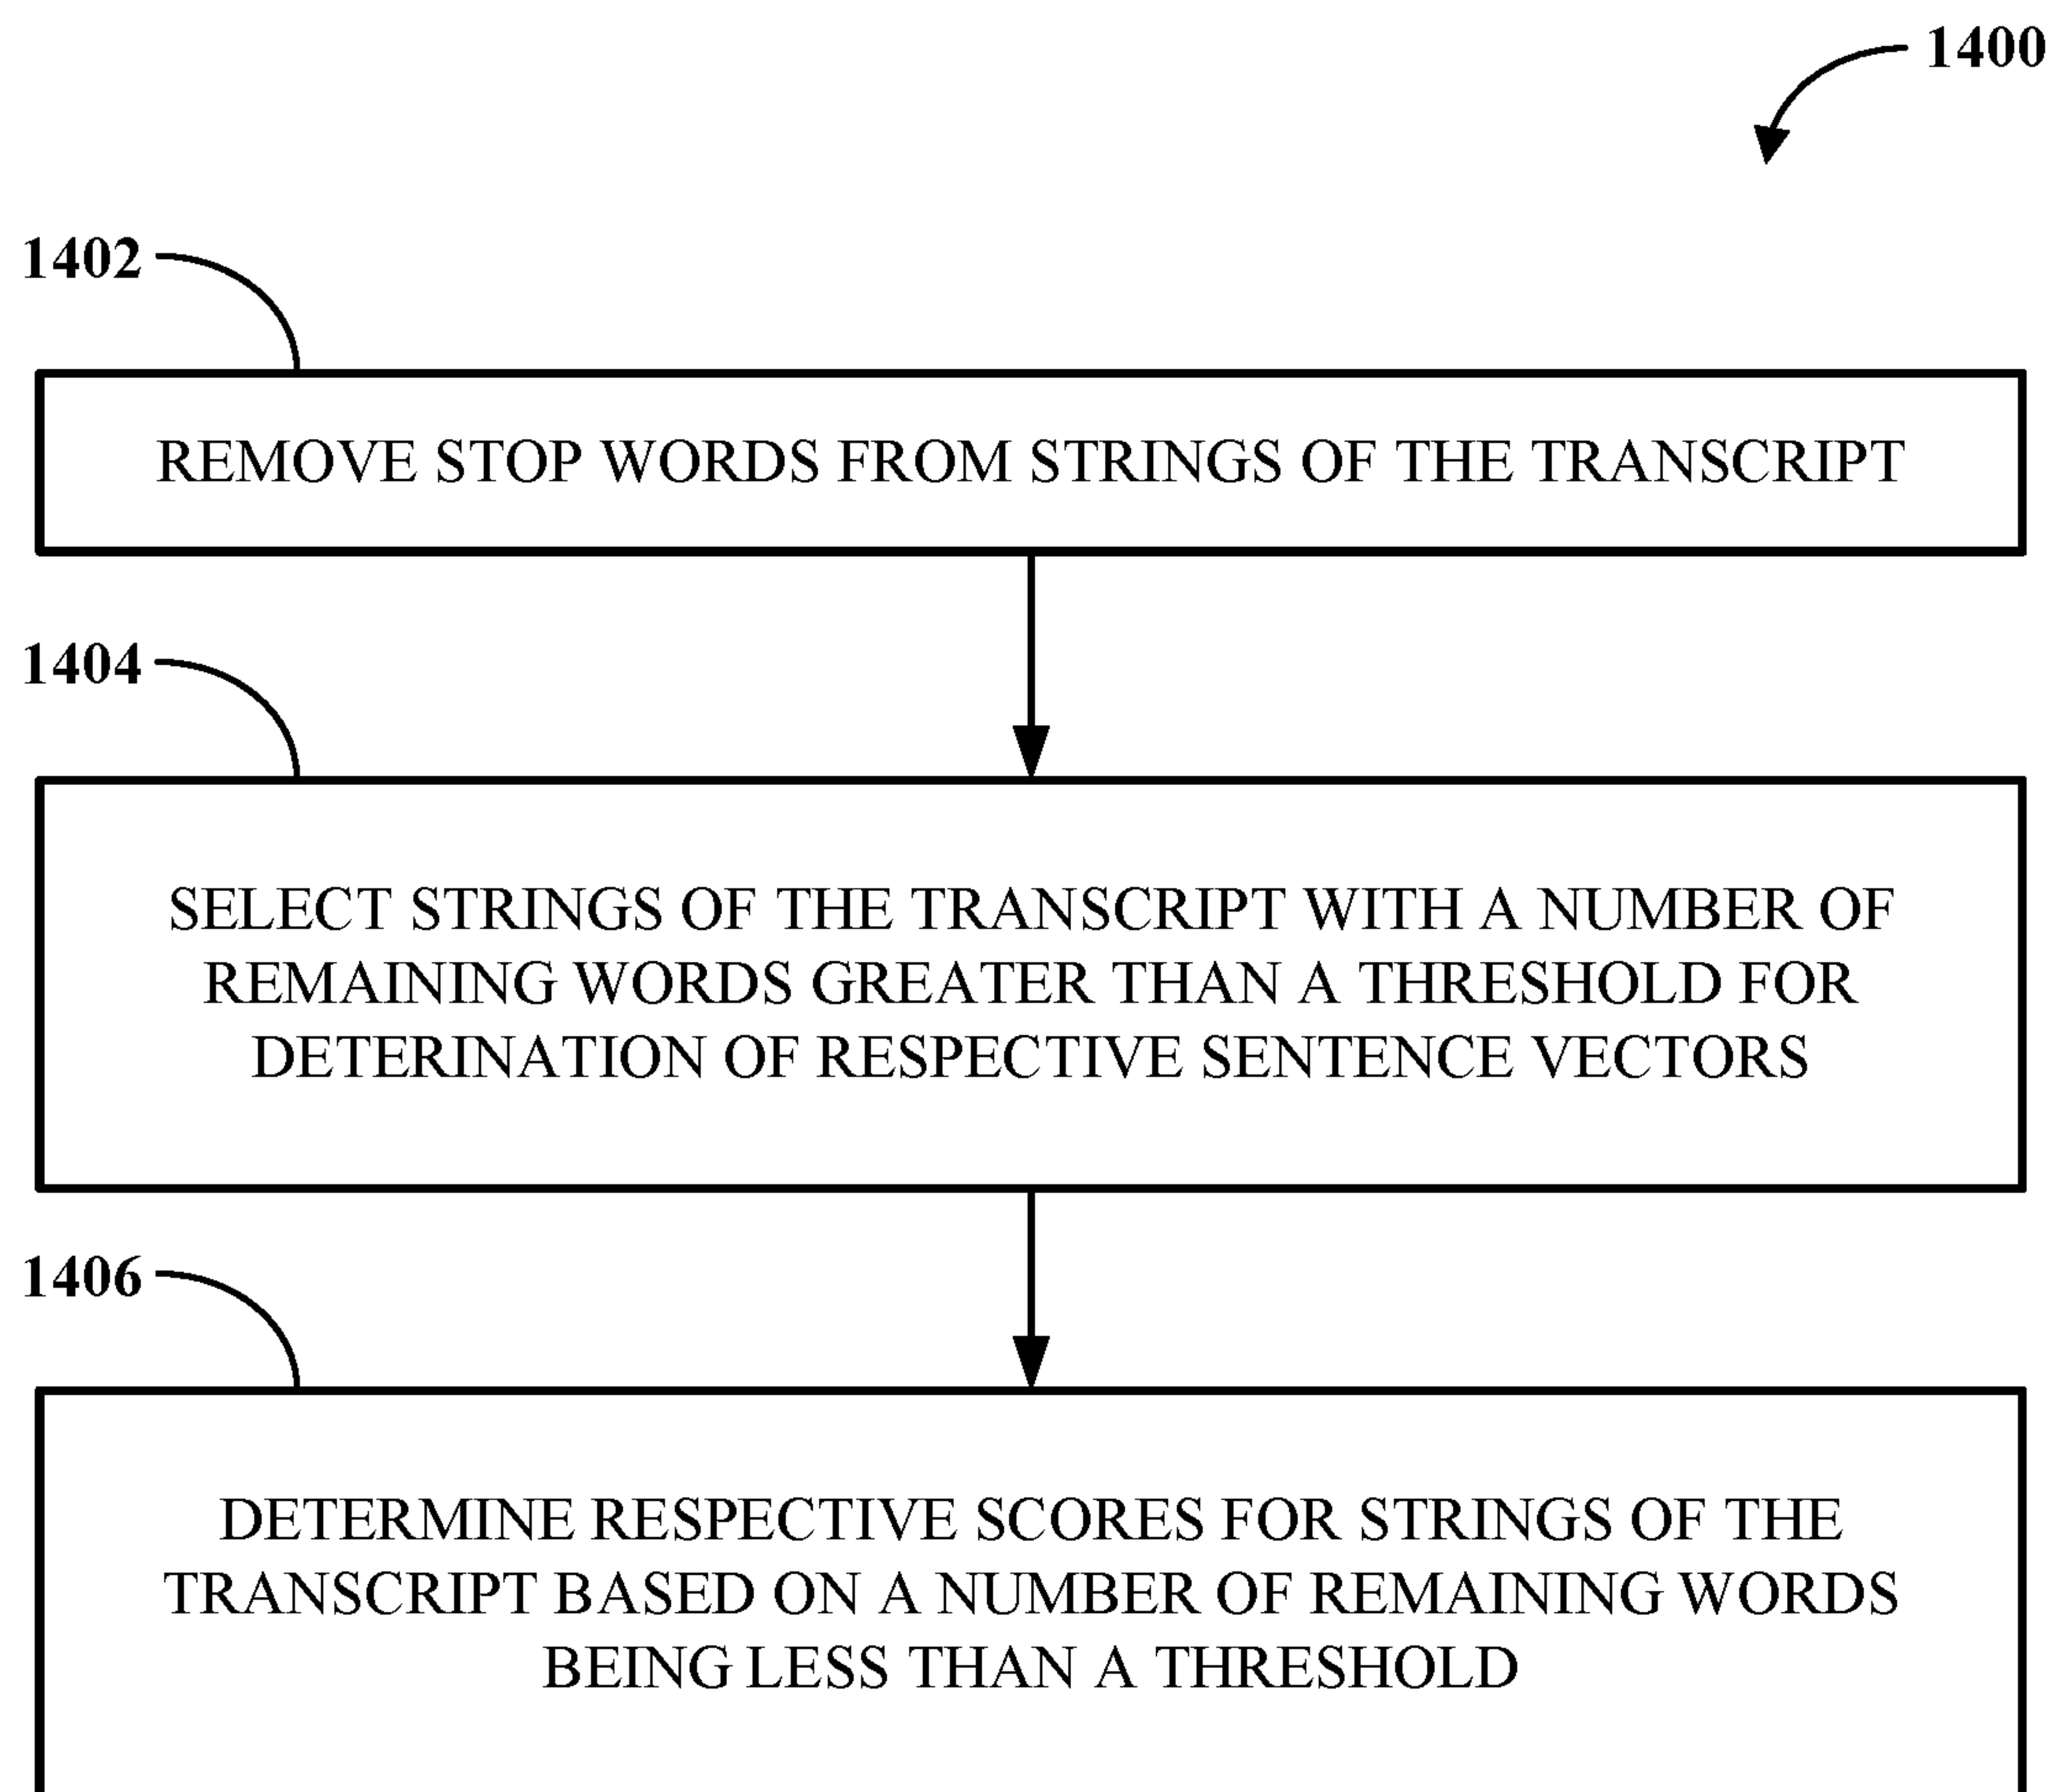 1400
1402
REMOVE STOP WORDS FROM STRINGS OF THE TRANSCRIPT
1404
SELECT STRINGS OF THE TRANSCRIPT WITH A NUMBER OF
REMAINING WORDS GREATER THAN A THRESHOLD FOR
DETERINATION OF RESPECTIVE SENTENCE VECTORS
1406
DETERMINE RESPECTIVE SCORES FOR STRINGS OF THE
TRANSCRIPT BASED ON A NUMBER OF REMAINING WORDS
BEING LESS THAN A THRESHOLD